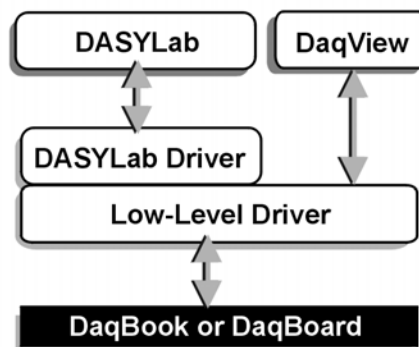 DASYLab
DaqView
DASYLab Driver
Low-Level Driver
DaqBook or DaqBoard